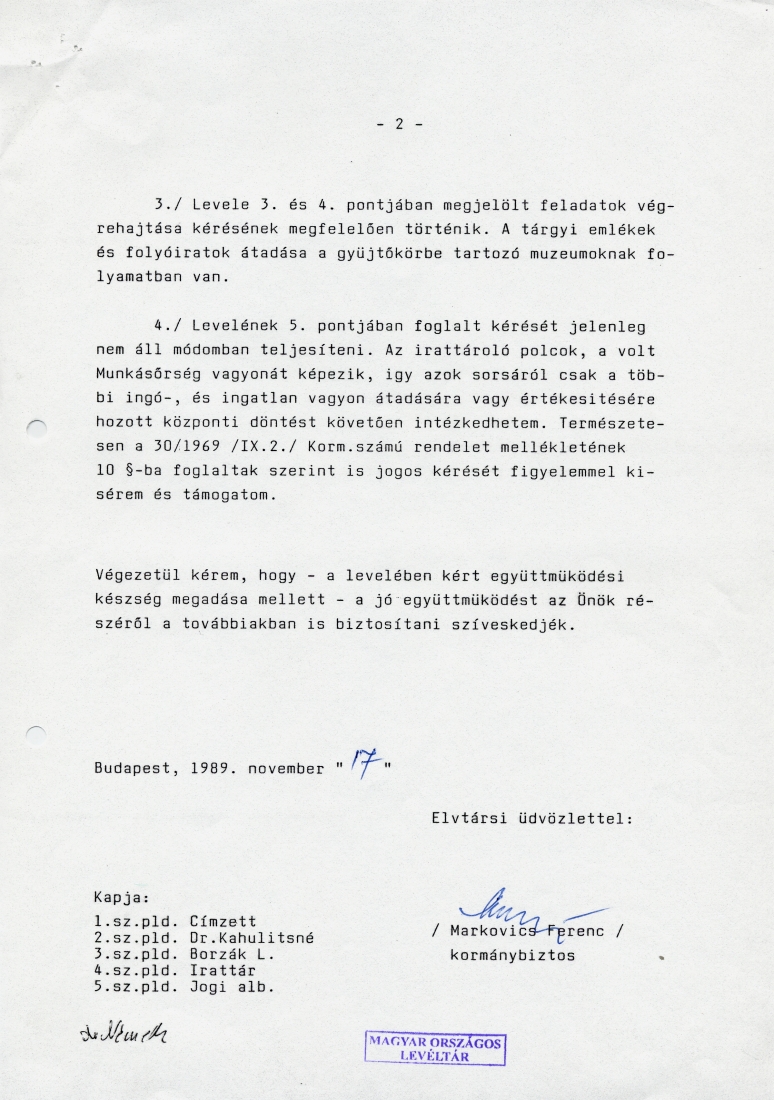 - 2 -
3./ Levele 3. és 4. pontjában megjelölt feladatok vég-
rehajtása kérésének megfelelően történik. A tárgyi emlékek
és folyóiratok átadása a gyüjtőkörbe tartozó muzeumoknak fo-
lyamatban van.
4./ Levelének 5. pontjában foglalt kérését jelenleg
nem áll módomban teljesíteni. Az irattároló polcok, a volt
Munkásőrség vagyonát képezik, igy azok sorsáról csak a töb-
bi ingó-, és ingatlan vagyon átadására vagy értékesitésére
hozott központi döntést követően intézkedhetem. Természete-
sen a 30/1969 /IX.2./ Korm.számú rendelet mellékletének
10 §-ba foglaltak szerint is jogos kérését figyelemmel ki-
sérem és támogatom.
Végezetül kérem, hogy - a levelében kért együttmüködési
készség megadása mellett - a jó együttmüködést az Önök ré-
széről a továbbiakban is biztosítani szíveskedjék.
Budapest, 1989. november "17"
Elvtársi üdvözlettel:
Kapja:
1.sz.pld. Címzett
2.sz.pld. Dr.Kahulitsné
3.sz.pld. Borzák L.
4.sz.pld. Irattár
5.sz.pld. Jogi alb.
/ Markovics Ferenc /
kormánybiztos
Dr Németh
MAGYAR ORSZÁGOS
LEVÉLTÁR